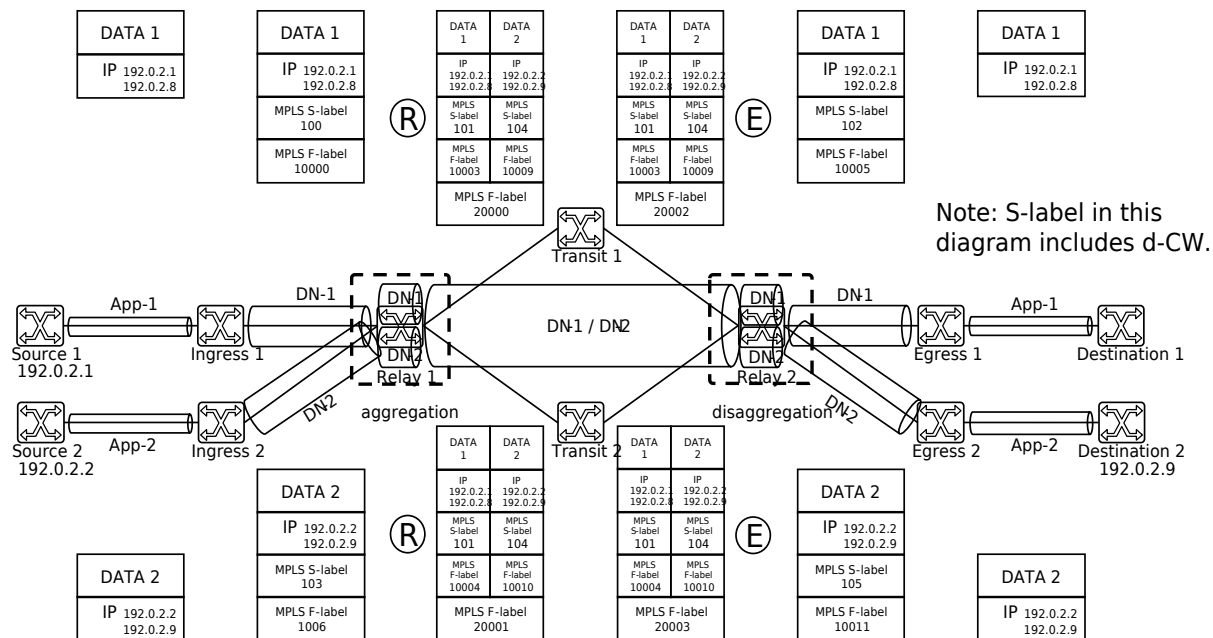 DATA 1
IP 192.0.2.1
192.0.2.8
DATA 1
IP 192.0.2.1
192.0.2.8
MPLS S-label
100
MPLS F-label
10000
R
DATA
1
DATA
2
IP
192.0.2.1
192.0.2.8
IP
192.0.2.2
192.0.2.9
MPLS
S-label
101
MPLS
S-label
104
MPLS
F-label
10003
MPLS
F-label
10009
MPLS F-label
20000
DATA
1
DATA
2
IP
192.0.2.1
192.0.2.8
IP
192.0.2.2
192.0.2.9
MPLS
S-label
101
MPLS
S-label
104
MPLS
F-label
10003
MPLS
F-label
10009
MPLS F-label
20002
E
DATA 1
IP 192.0.2.1
192.0.2.8
MPLS S-label
102
MPLS F-label
10005
DATA 1
IP 192.0.2.1
192.0.2.8
Note: S-label in this
diagram includes d-CW.
Transit 1
Source 1
192.0.2.1
App-1
Ingress 1
DN-1
DN-1
DN-2
Relay 1
DN-1 / DN-2
DN-1
DN-2
Relay 2
DN-1
Egress 1
App-1
Destination 1
Source 2
192.0.2.2
App-2
Ingress 2
DN-2
aggregation
Transit 2
disaggregation
DN-2
Egress 2
App-2
Destination 2
192.0.2.9
DATA 2
IP 192.0.2.2
192.0.2.9
DATA 2
IP 192.0.2.2
192.0.2.9
MPLS S-label
103
MPLS F-label
1006
R
DATA
1
DATA
2
IP
192.0.2.1
192.0.2.8
IP
192.0.2.2
192.0.2.9
MPLS
S-label
101
MPLS
S-label
104
MPLS
F-label
10004
MPLS
F-label
10010
MPLS F-label
20001
DATA
1
DATA
2
IP
192.0.2.1
192.0.2.8
IP
192.0.2.2
192.0.2.9
MPLS
S-label
101
MPLS
S-label
104
MPLS
F-label
10004
MPLS
F-label
10010
MPLS F-label
20003
E
DATA 2
IP 192.0.2.2
192.0.2.9
MPLS S-label
105
MPLS F-label
10011
DATA 2
IP 192.0.2.2
192.0.2.9